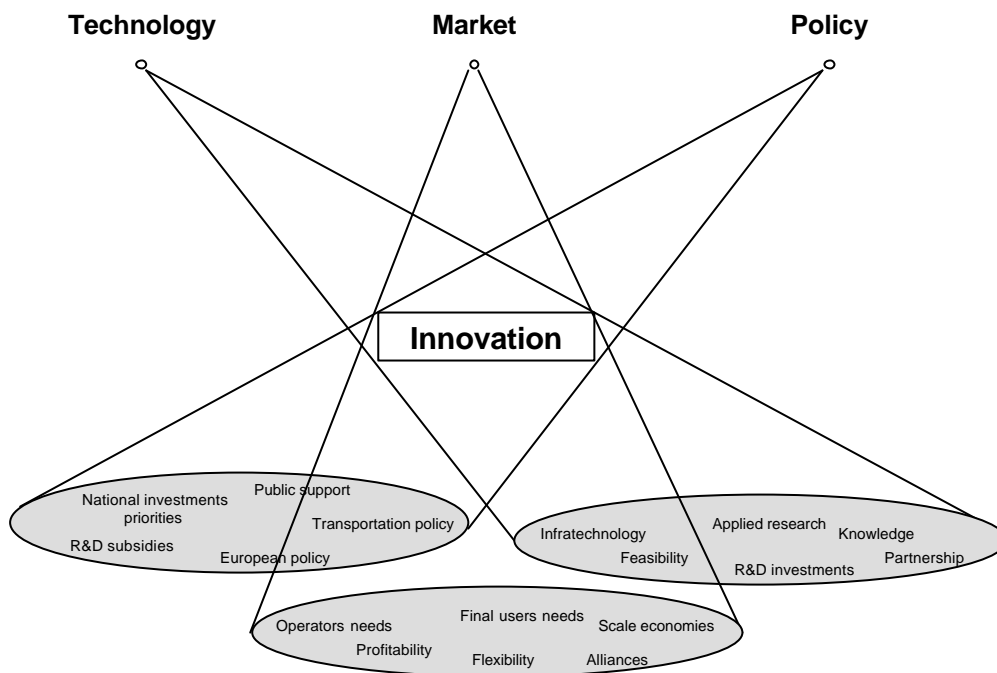 Technology
Market
Policy
Innovation
National investments
priorities
Public support
Transportation policy
R&D subsidies
European policy
Infratechnology
Applied research
Knowledge
Feasibility
R&D investments
Partnership
Operators needs
Final users needs
Scale economies
Profitability
Flexibility
Alliances